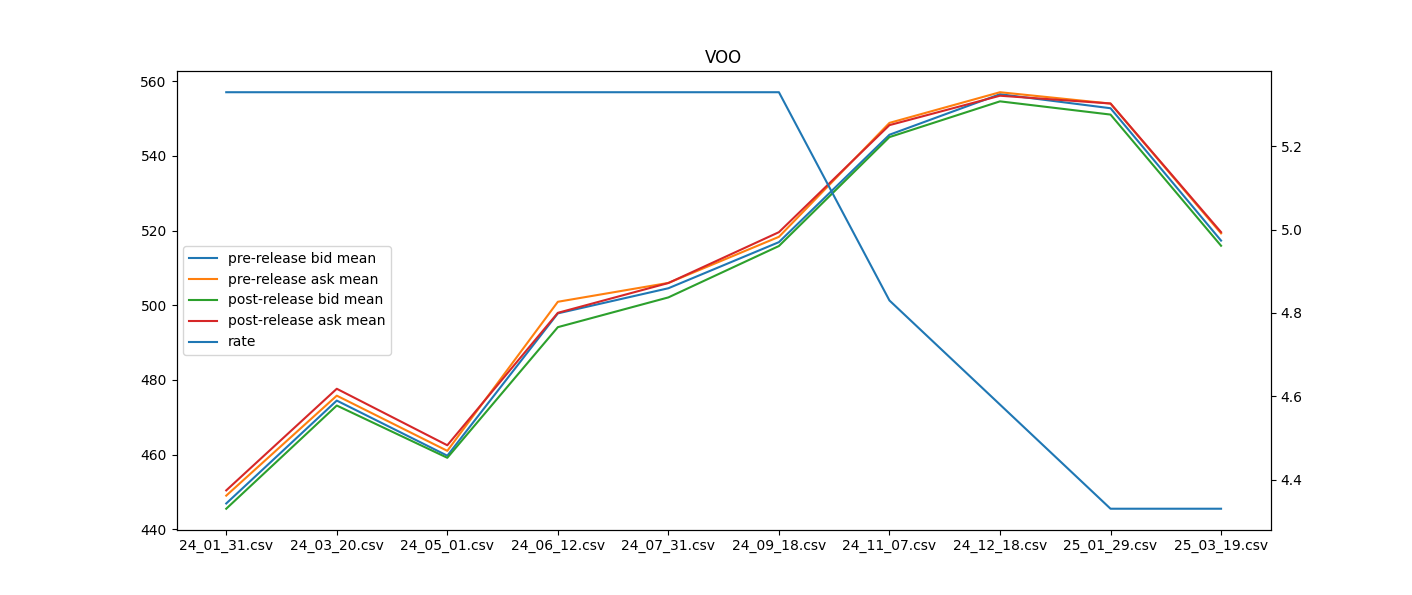 VOO
560
540
520
500
480
460
440
5.2
5.0
4.8
4.6
4.4
pre-release bid mean
pre-release ask mean
post-release bid mean
post-release ask mean
rate
24_01_31.csv 24_03_20.csv 24_05_01.csv 24_06_12.csv 24_07_31.csv 24_09_18.csv 24_11_07.csv 24_12_18.csv 25_01_29.csv 25_03_19.csv